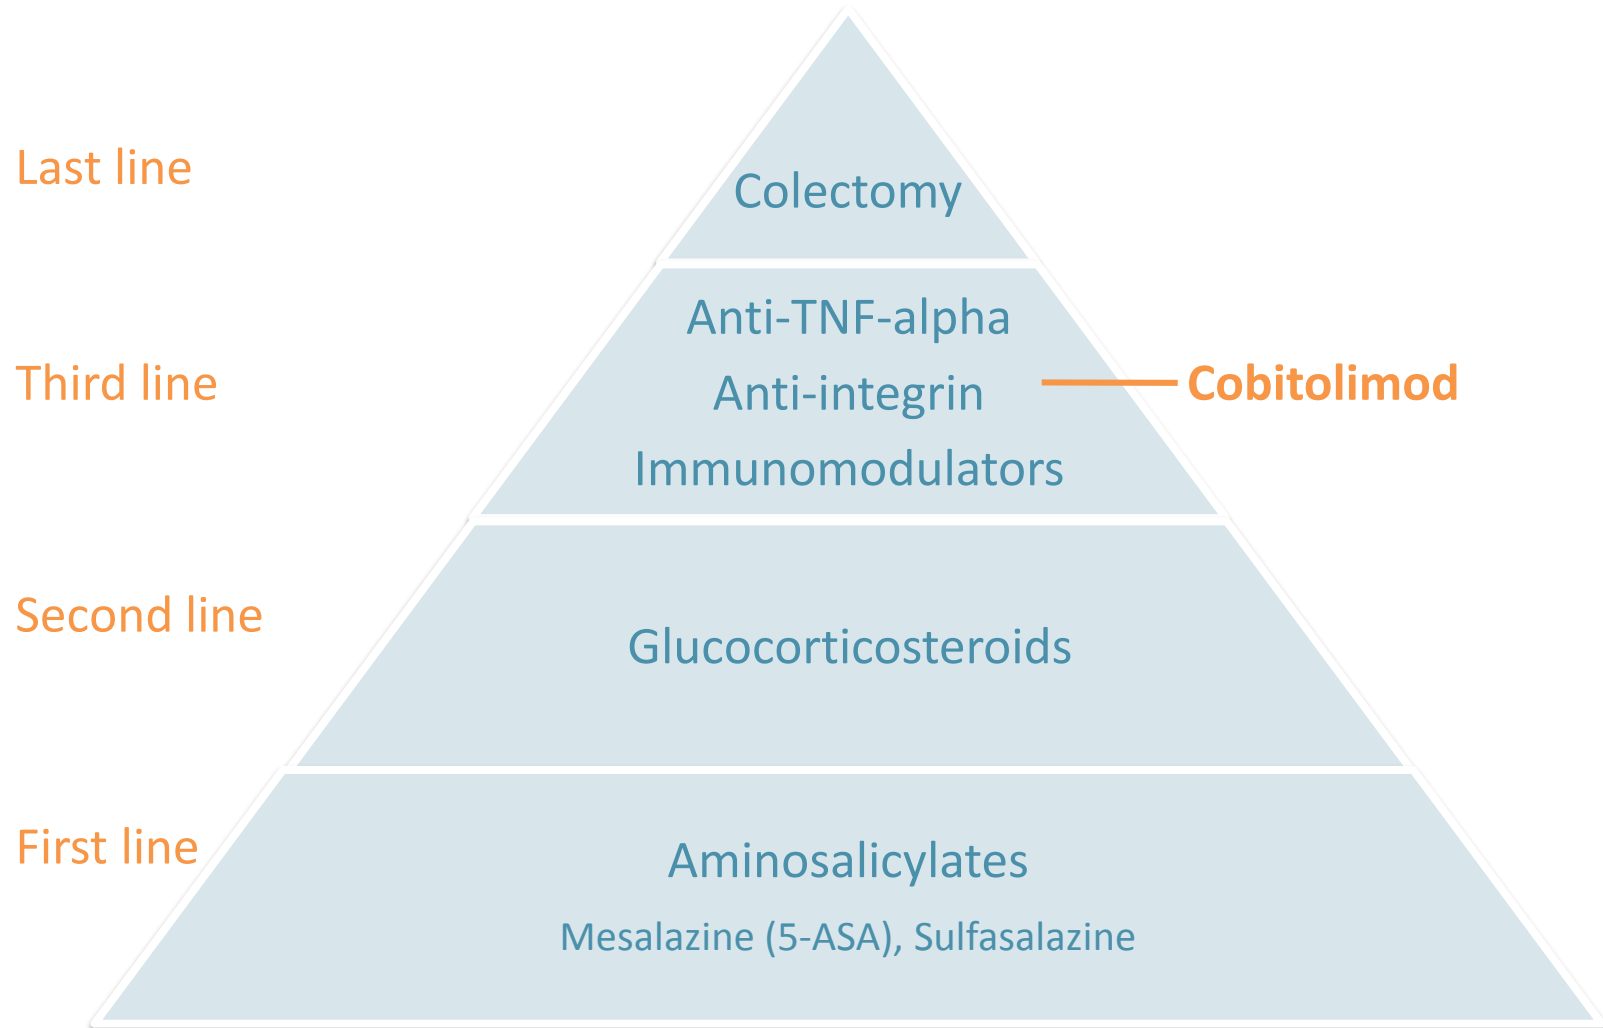 Last line
Colectomy
Third line
Anti-TNF-alpha
Anti-integrin
Immunomodulators
Cobitolimod
Second line
Glucocorticosteroids
First line
Aminosalicylates
Mesalazine (5-ASA), Sulfasalazine